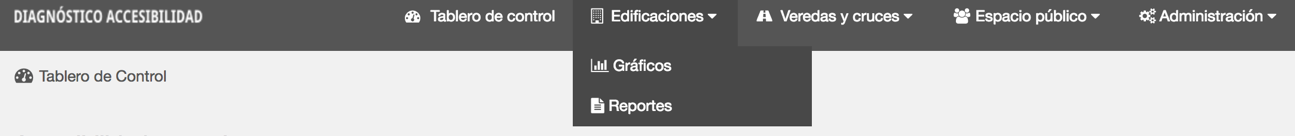 DIAGNÓSTICO ACCESIBILIDAD Tablero de control Edificaciones Veredas y cruces Espacio público Administración
Gráficos
Tablero de Control
Reportes